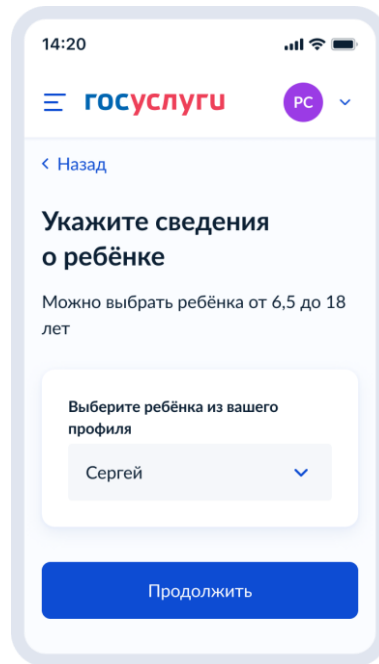 14:20
госуслуги
РС
Назад
Укажите сведения
о ребёнке
Можно выбрать ребёнка от 6,5 до 18
лет
Выберите ребёнка из вашего
профиля
Сергей
Продолжить